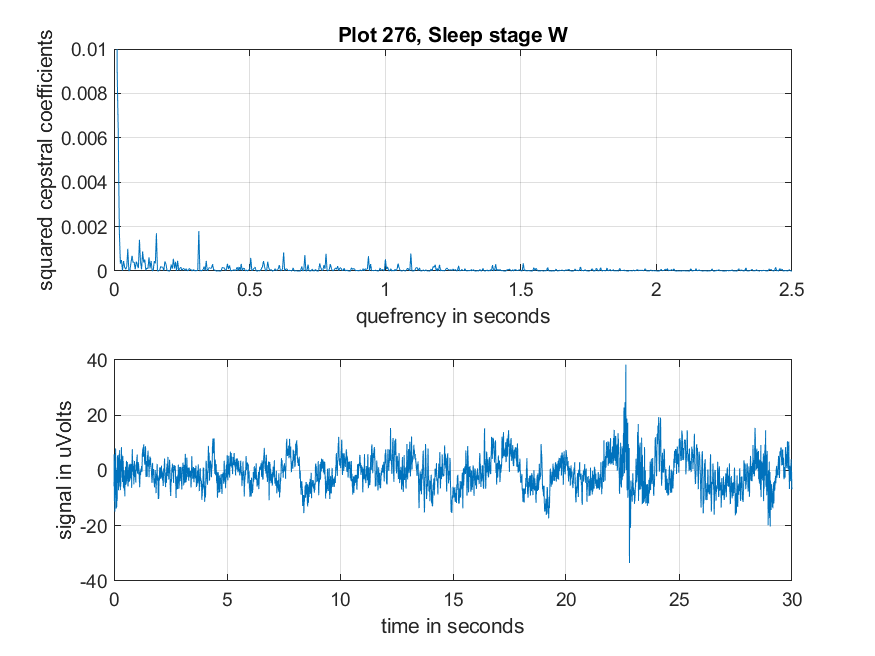 Plot 276, Sleep stage W
squared cepstral coefficients
0.01
0.008
0.006
0.004
0.002
0
0 0.5 1 1.5 2 2.5
quefrency in seconds
signal in uVolts
40
20
0
-20
-40
0 5 10 15 20 25 30
time in seconds